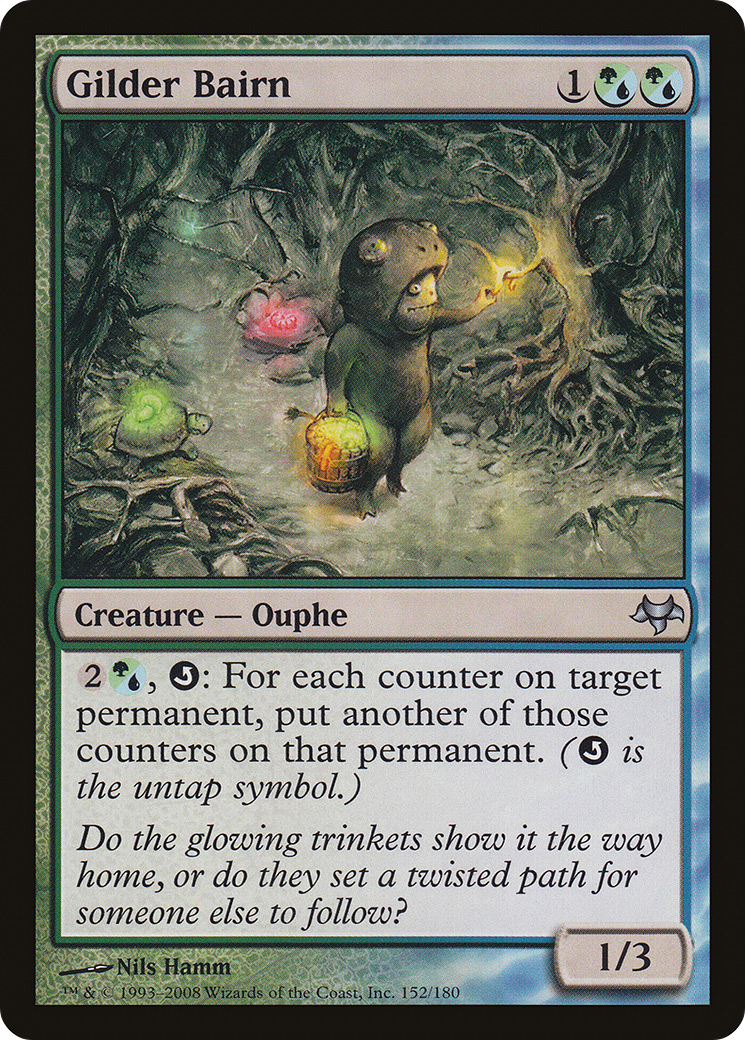 Gilder Bairn 1
Creature — Ouphe
2 , : For each counter on target
permanent, put another of those
counters on that permanent. ( is
the untap symbol.)
Do the glowing trinkets show it the way
home, or do they set a twisted path for
someone else to follow?
1/3
Nils Hamm
™ & © 1993–2008 Wizards of the Coast, Inc. 152/180